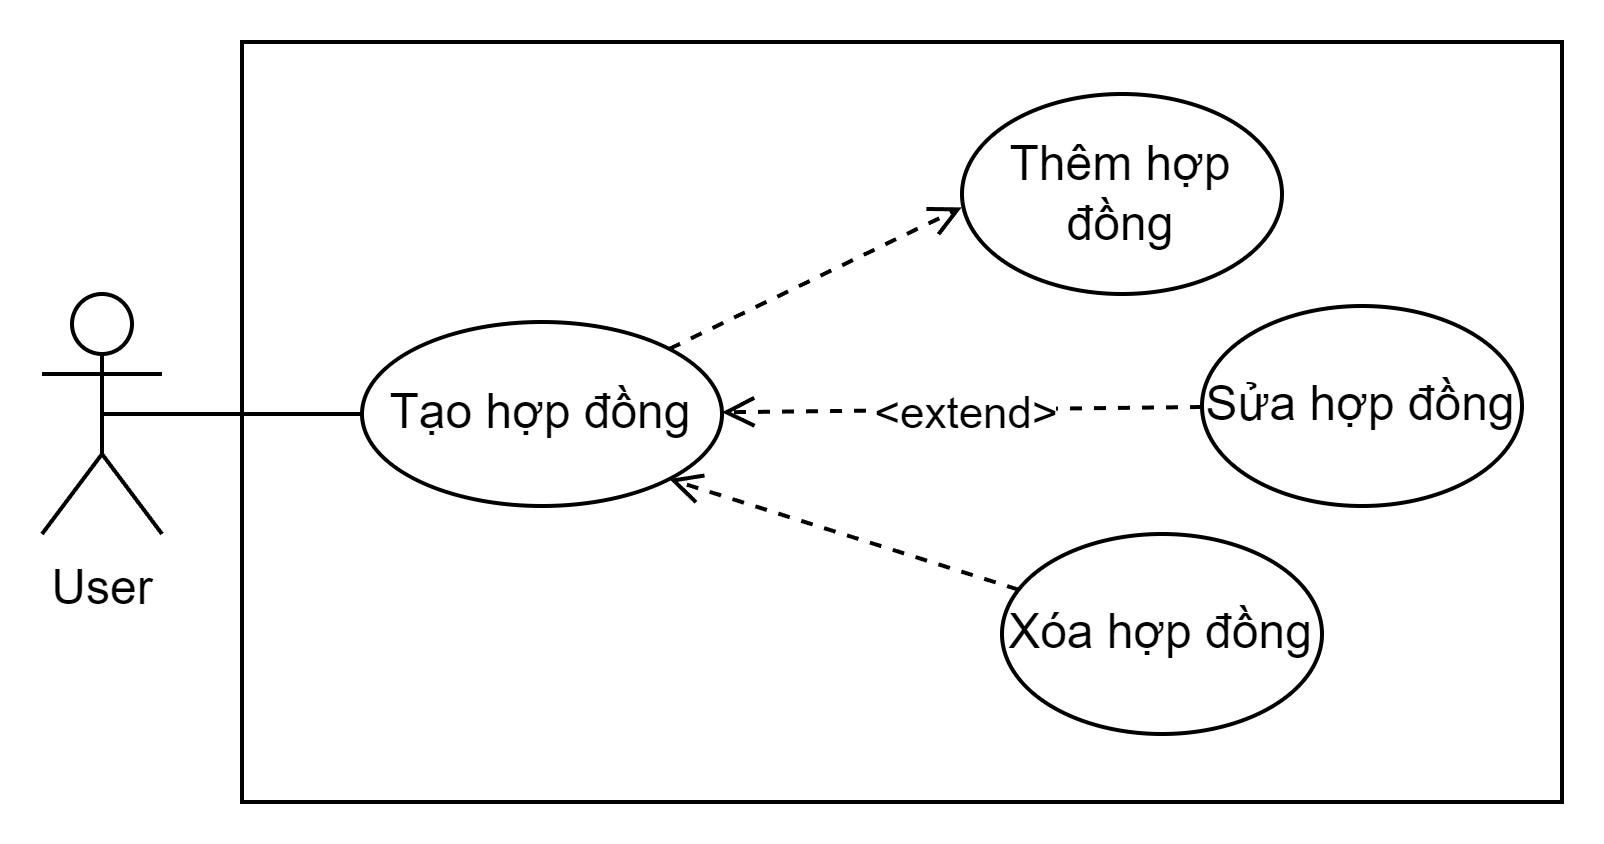 Thêm hợp
đồng
Tạo hợp đồng
<extend>
Sửa hợp đồng
User
Xóa hợp đồng